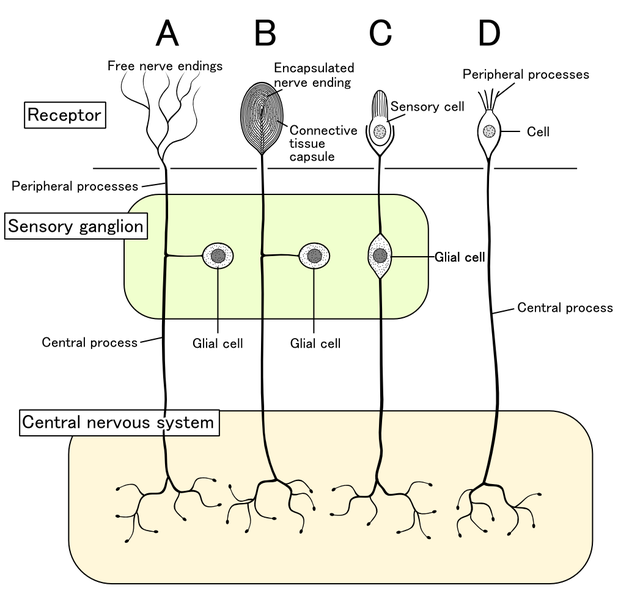 A B C D
Free nerve endings
Encapsulated
nerve ending
Peripheral processes
Receptor
Sensory cell
Connective
tissue
capsule
Cell
Peripheral processes
Sensory ganglion
Glial cell
Central process
Central process
Glial cell
Glial cell
Central nervous system